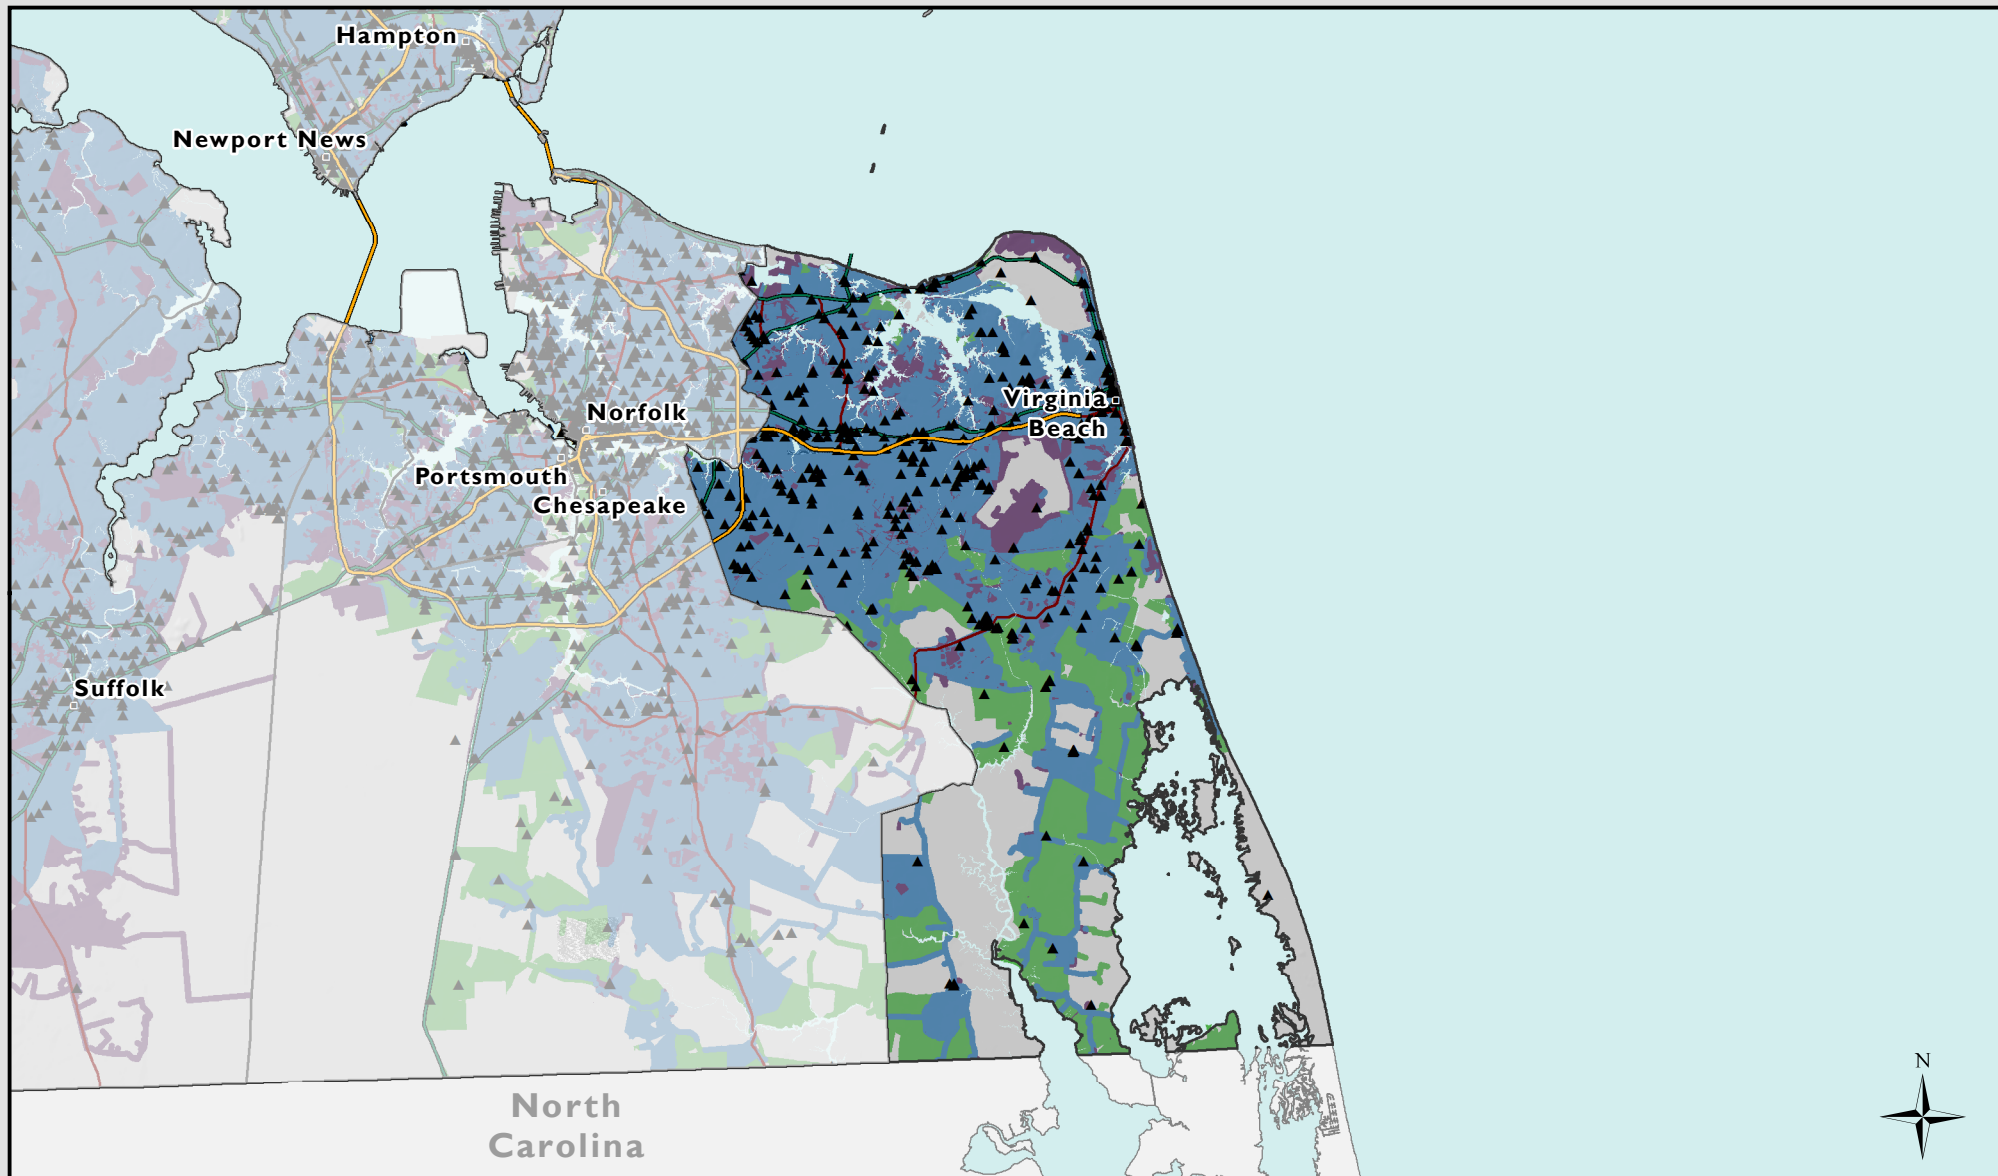 Hampton
Newport News
Norfolk
Virginia
Beach
Portsmouth
Chesapeake
Suffolk
N
North
Carolina